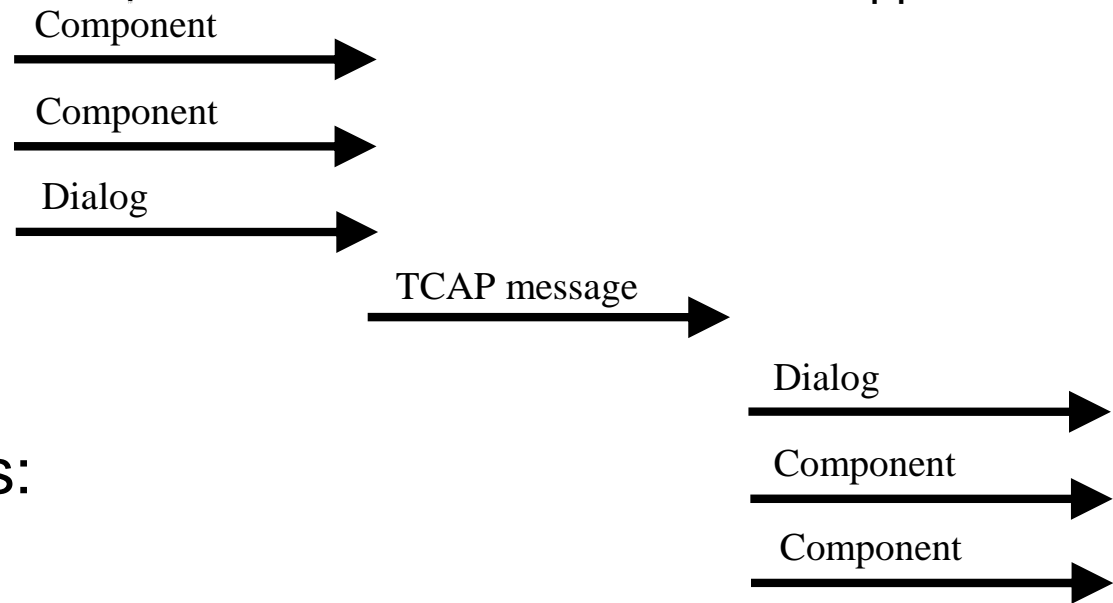 Component
Component
Dialog
TCAP message
Dialog
s:
Component
Component